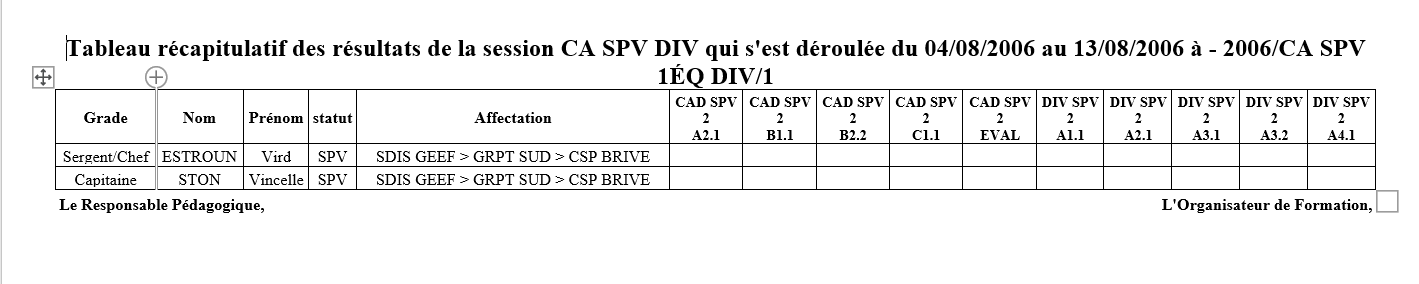 Tableau récapitulatif des résultats de la session CA SPV DIV qui s'est déroulée du 04/08/2006 au 13/08/2006 à - 2006/CA SPV
1ÉQ DIV/1
Grade Nom Prénom statut Affectation CAD SPV 2 A2.1 CAD SPV 2 B1.1 CAD SPV 2 B2.2 CAD SPV 2 C1.1 CAD SPV 2 EVAL DIV SPV 2 A1.1 DIV SPV 2 A2.1 DIV SPV 2 A3.1 DIV SPV 2 A3.2 DIV SPV 2 A4.1
Sergent/Chef ESTROUN Vird SPV SDIS GEEF > GRPT SUD > CSP BRIVE
Capitaine STON Vincelle SPV SDIS GEEF > GRPT SUD > CSP BRIVE
Le Responsable Pédagogique, L'Organisateur de Formation,